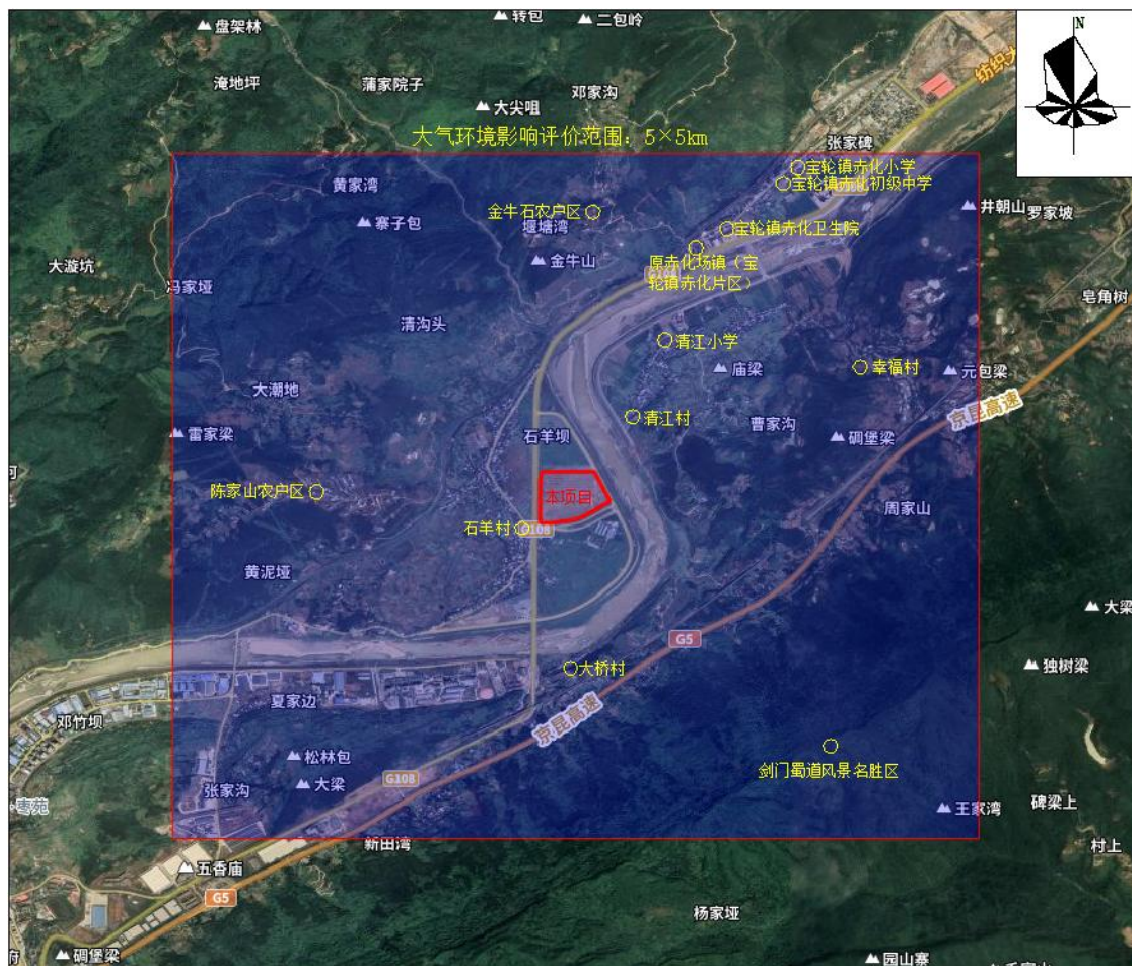 转包
二包岭
盘架林
N
淹地坪
蒲家院子
邓家沟
大尖咀
纺织大
大气环境影响评价范围：5×5km
张家碑
宝轮镇赤化小学
黄家湾
宝轮镇赤化初级中学
金牛石农户区
井朝山
罗家坡
寨子包
堰塘湾
宝轮镇赤化卫生院
大漩坑
金牛山
原赤化场镇（宝
轮镇赤化片区）
冯家垭
皂角树
清沟头
清江小学
庙梁
幸福村
元包梁
大潮地
京昆高速
清江村
曹家沟
雷家梁
石羊坝
碉堡梁
河
陈家山农户区
本项目
周家山
石羊村
G108
黄泥垭
大梁
G5
独树梁
大桥村
夏家边
邓竹坝
京昆高速
松林包
剑门蜀道风景名胜区
G108
大梁
张家沟
枣苑
王家湾
碑梁上
新田湾
村上
五香庙
G5
杨家垭
府
碉堡梁
园山寨